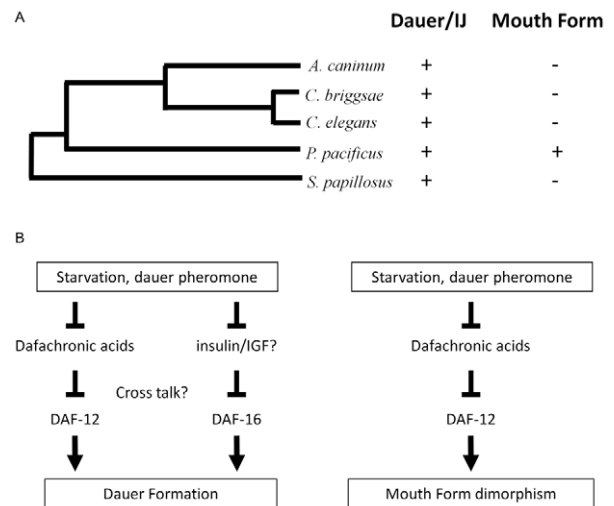 A
Dauer/IJ Mouth Form
A. caninum + -
C. briggsae + -
C. elegans + -
P. pacificus + +
S. papillosus + -
B
Starvation, dauer pheromone Starvation, dauer pheromone
Dafachronic acids insulin/IGF? Dafachronic acids
Cross talk?
DAF-12 DAF-16 DAF-12
Dauer Formation Mouth Form dimorphism